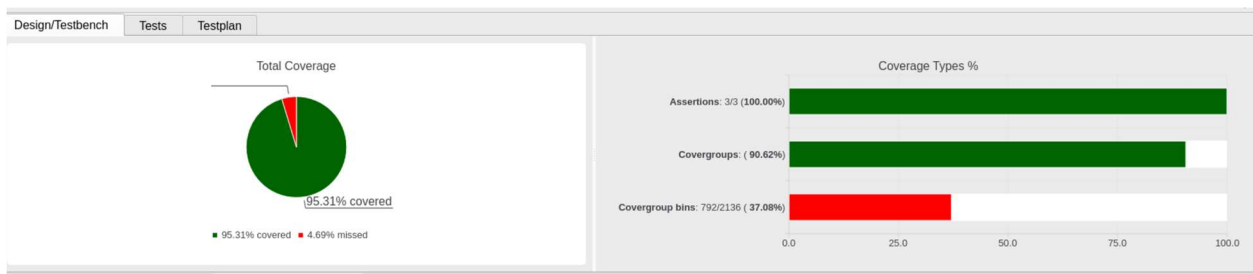 Design/Testbench Tests Testplan
Total Coverage
95.31% covered
95.31% covered 4.69% missed
Coverage Types %
Assertions: 3/3 (100.00%)
Covergroups: ( 90.62%)
Covergroup bins: 792/2136 ( 37.08%)
0.0 25.0 50.0 75.0 100.0